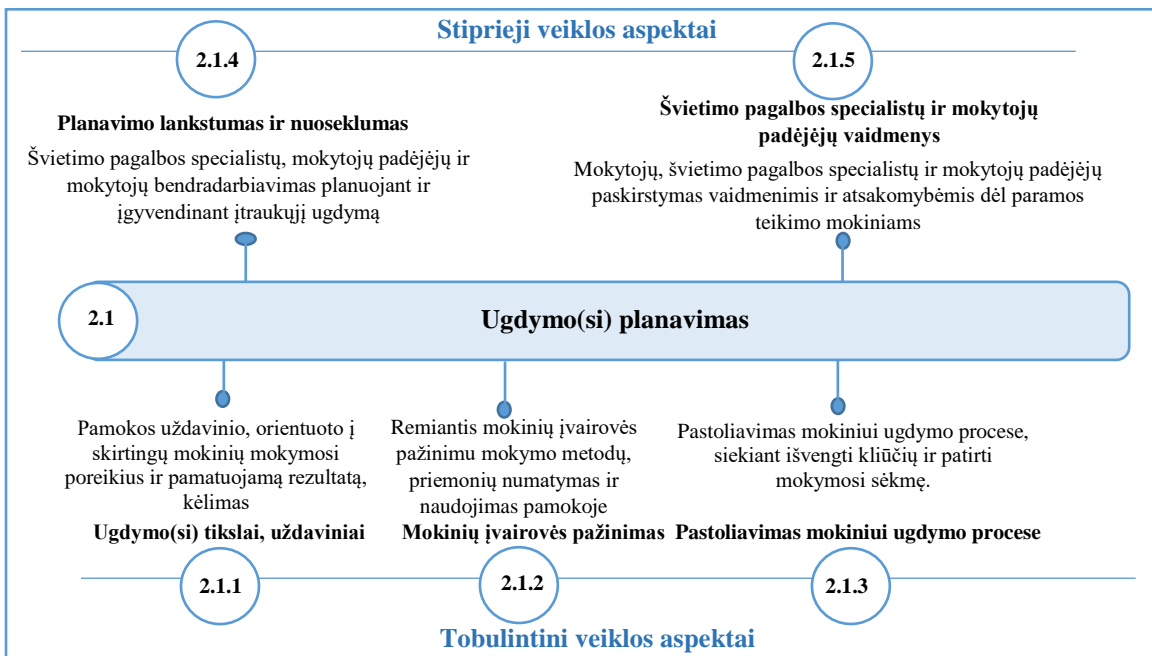 Stiprieji veiklos aspektai
2.1.4
Planavimo lankstumas ir nuoseklumas
Švietimo pagalbos specialistų, mokytojų padėjėjų ir
mokytojų bendradarbiavimas planuojant ir
įgyvendinant įtraukųjį ugdymą
2.1.5
Švietimo pagalbos specialistų ir mokytojų
padėjėjų vaidmenys
Mokytojų, švietimo pagalbos specialistų ir mokytojų padėjėjų
paskirstymas vaidmenimis ir atsakomybėmis dėl paramos
teikimo mokiniams
2.1
Ugdymo(si) planavimas
Pamokos uždavinio, orientuoto į
skirtingų mokinių mokymosi
poreikius ir pamatuojamą rezultatą,
kėlimas
Ugdymo(si) tikslai, uždaviniai
2.1.1
Remiantis mokinių įvairovės
pažinimu mokymo metodų,
priemonių numatymas ir
naudojimas pamokoje
Mokinių įvairovės pažinimas
2.1.2
Pastoliavimas mokiniui ugdymo procese,
siekiant išvengti kliūčių ir patirti
mokymosi sėkmę.
Pastoliavimas mokiniui ugdymo procese
2.1.3
Tobulintini veiklos aspektai